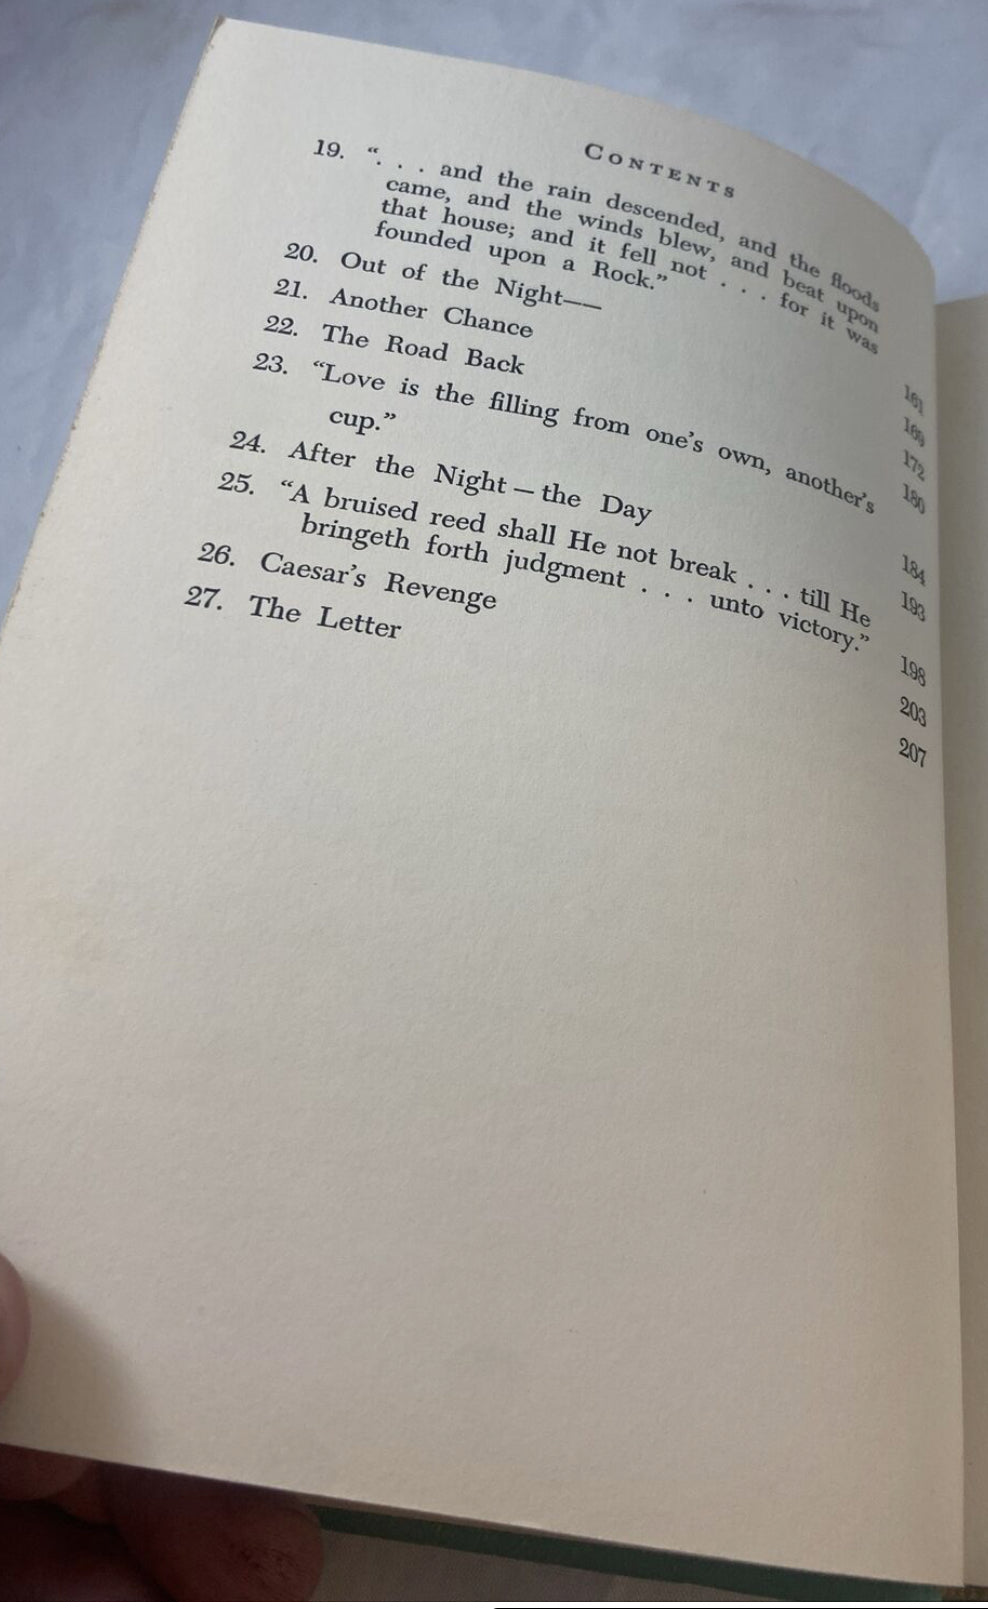 CONTENTS
19. “. . . and the rain descended, and the floods
came, and the winds blew, and beat upon
that house; and it fell not . . . for it was
founded upon a Rock.” 161
20. Out of the Night—— 169
21. Another Chance 172
22. The Road Back 180
23. “Love is the filling from one’s own, another’s
cup.” 184
24. After the Night – the Day 193
25. “A bruised reed shall He not break . . . till He
bringeth forth judgment . . . unto victory.” 198
26. Caesar’s Revenge 203
27. The Letter 207